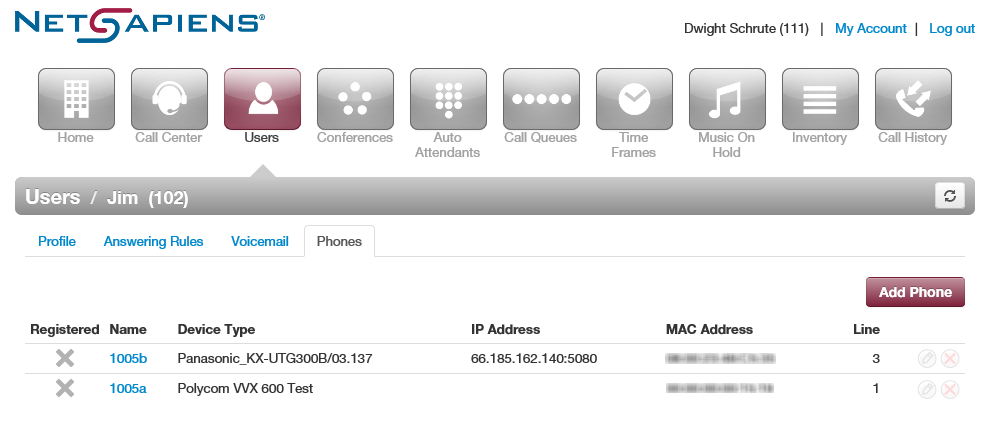 NETSAPIENS®
Dwight Schrute (111) | My Account | Log out
Home
Call Center
Users
Conferences
Auto
Attendants
Call Queues
Time
Frames
Music On
Hold
Inventory
Call History
Users / Jim (102)
Profile
Answering Rules
Voicemail
Phones
Add Phone
Registered Name Device Type IP Address MAC Address Line
1005b Panasonic_KX-UTG300B/03.137 66.185.162.140:5080 3
1005a Polycom VVX 600 Test 1